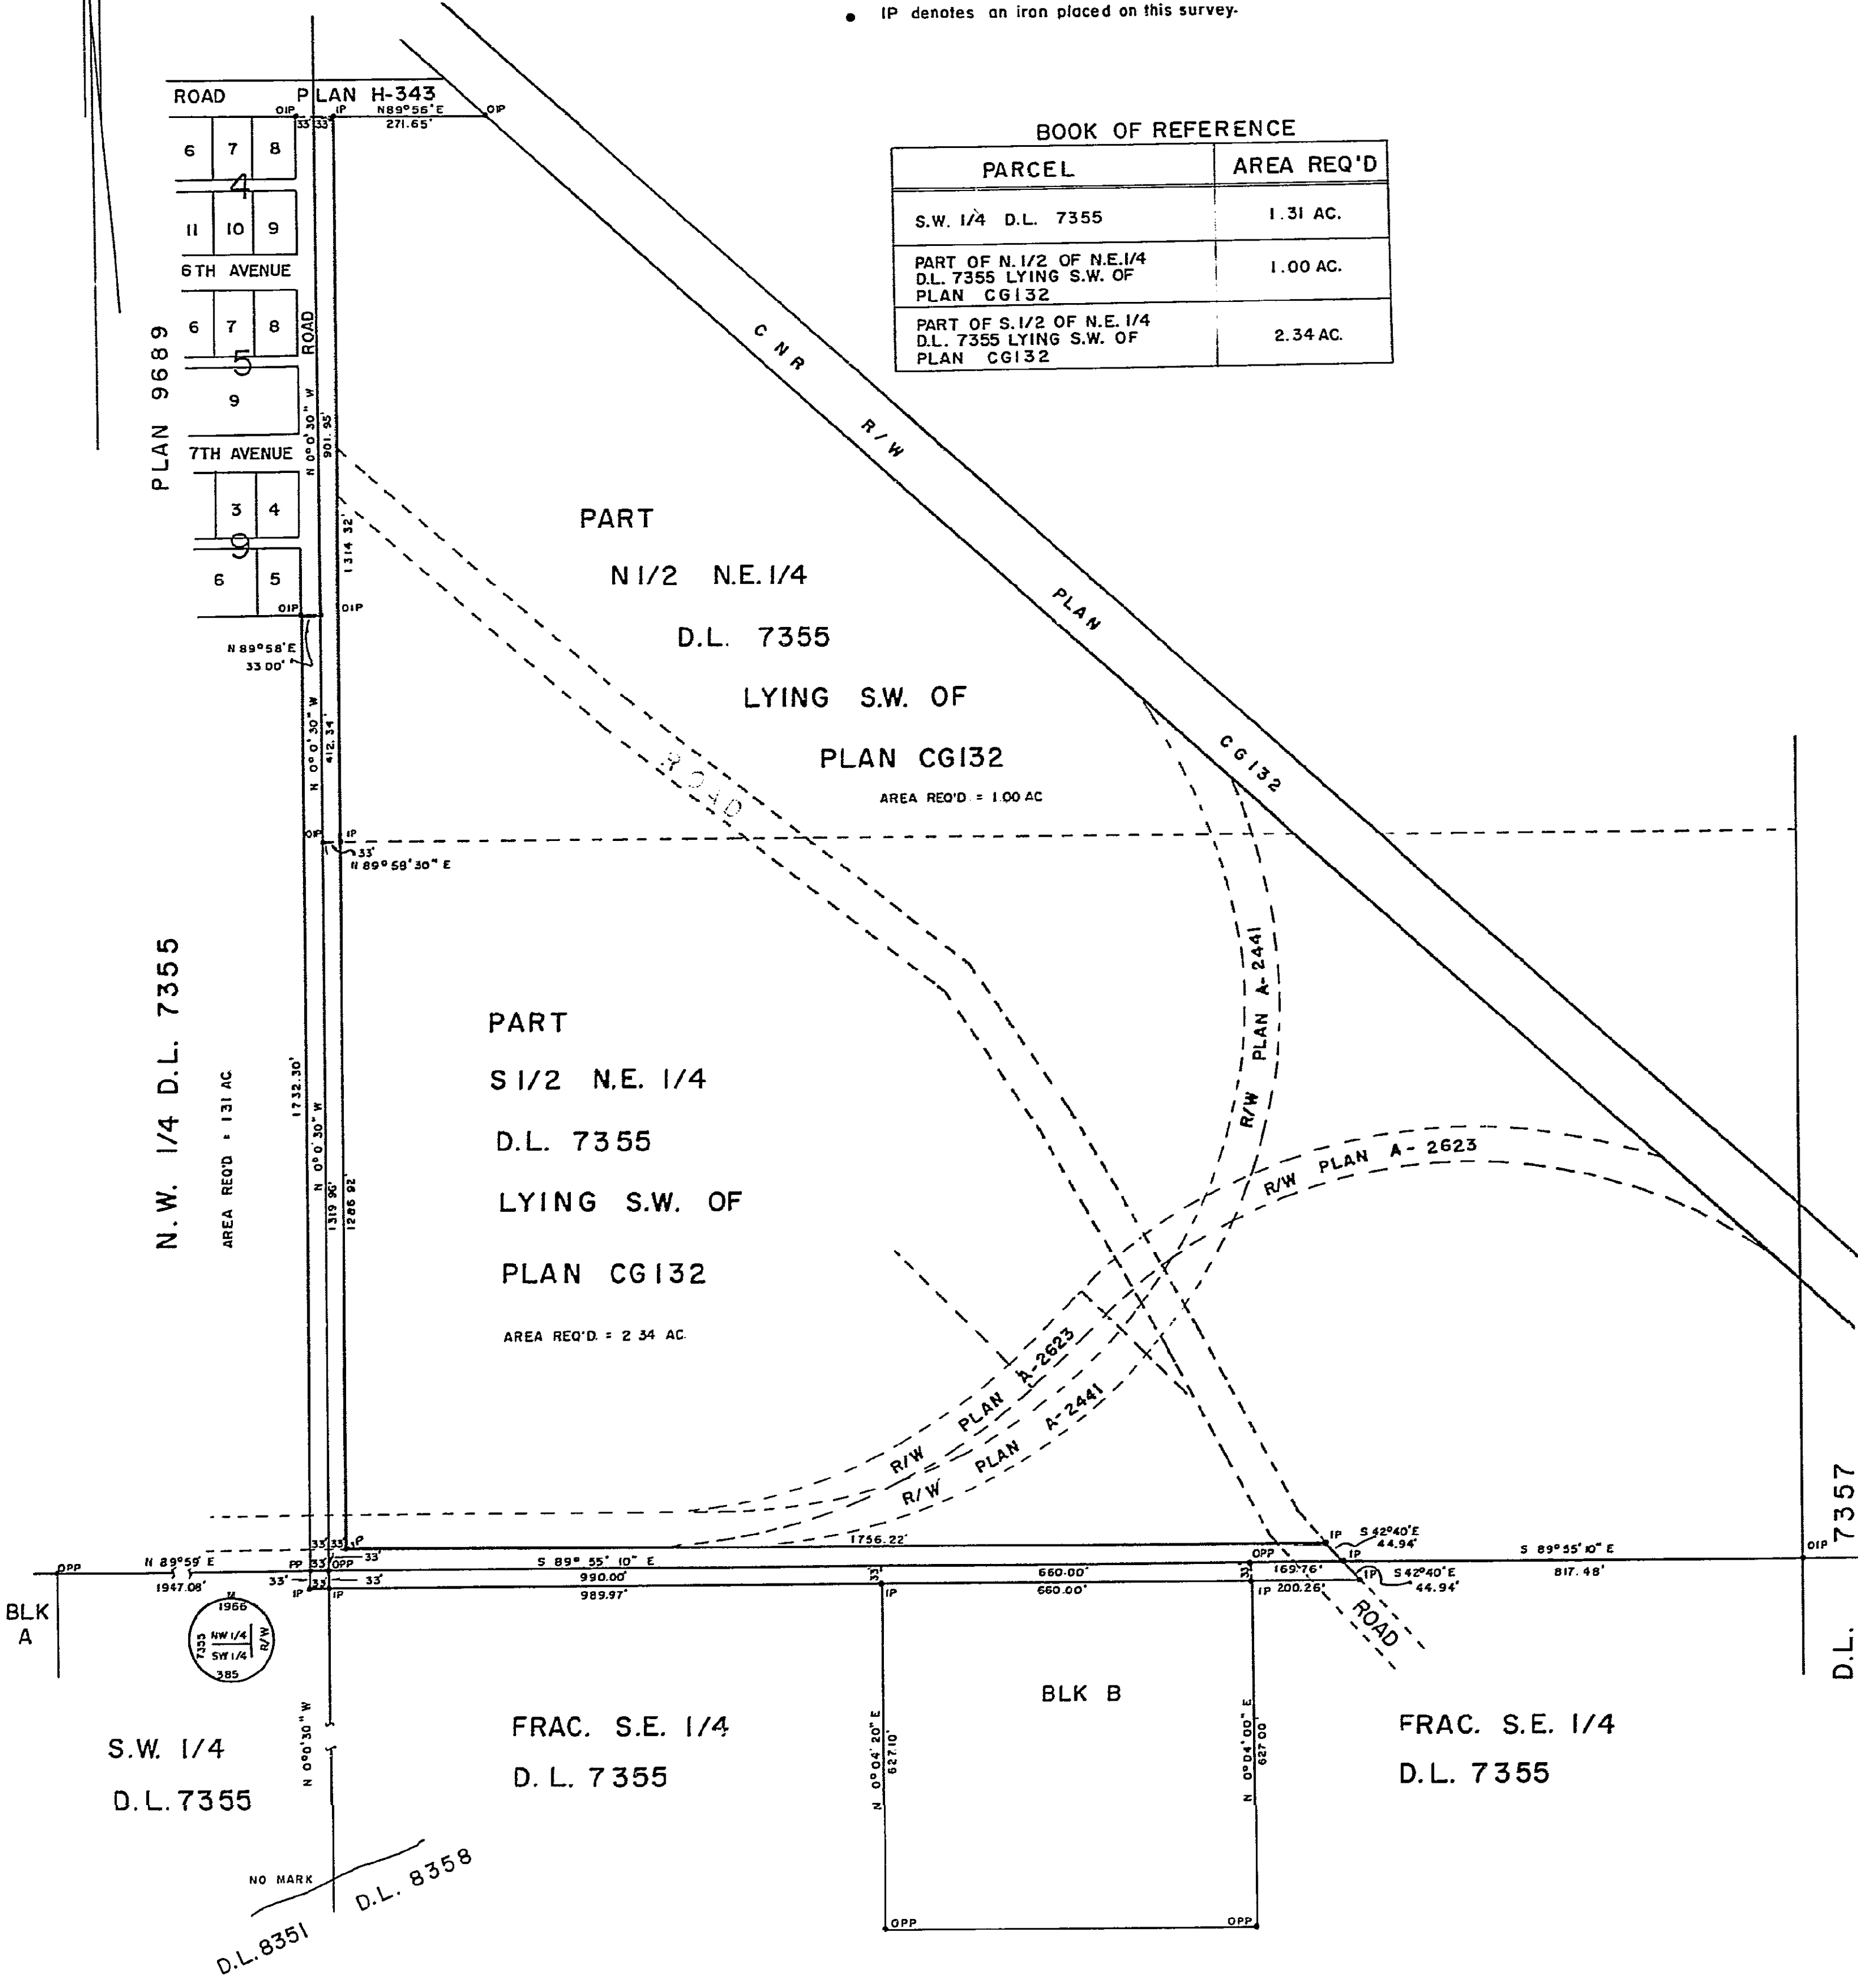 IP denotes an iron placed on this survey.
ROAD PLAN H-343
OIP IP N89°56'E OIP
33' 33' 271.65'
BOOK OF REFERENCE
PARCEL AREA REQ'D
S.W. 1/4 D.L. 7355 1.31 AC.
PART OF N.1/2 OF N.E.1/4
D.L. 7355 LYING S.W. OF
PLAN CG132
1.00 AC.
PART OF S.1/2 OF N.E.1/4
D.L. 7355 LYING S.W. OF
PLAN CG132
2.34 AC.
6 7 8
4
11 10 9
6TH AVENUE
6 7 8
5
9
7TH AVENUE
3 4
9
6 5
PLAN 9689
ROAD
N 0°0'30" W
901.95'
1314 32'
OIP OIP
N 89°58'E
33 00'
N 0°0'30" W
412.34'
OIP IP
33'
N 89°58'30" E
C N R
R / W
PLAN
CG132
PART
N 1/2 N.E. 1/4
D.L. 7355
LYING S.W. OF
PLAN CG132
AREA REQ'D. = 1.00 AC
ROAD
N.W. 1/4 D.L. 7355
AREA REQ'D = 1 31 AC
1732.30'
N 0°0'30" W
1319 96'
1286 92'
PART
S 1/2 N.E. 1/4
D.L. 7355
LYING S.W. OF
PLAN CG132
AREA REQ'D. = 2 34 AC.
R/W PLAN A-2441
R/W PLAN A-2623
R/W PLAN A-2623
R/W PLAN A-2441
1756.22'
IP S 42°40'E
44.94'
33' 33' IP
OPP N 89°59' E PP 33' OPP 33' S 89° 55' 10" E OPP IP S 89°55'10" E OIP
1947.08' 33' 33' 33' 990.00' 33' 660.00' 33' 169.76' IP S 42°40'E 817.48'
IP IP 989.97' IP 660.00' IP 200.26' 44.94'
ROAD
BLK
A
1966
7355 NW 1/4 R/W
SW 1/4
385
D.L. 7357
S.W. 1/4
D.L. 7355
N 0°0'30" W
FRAC. S.E. 1/4
D.L. 7355
N 0°04'20" E
627.10'
BLK B
N 0°04'00" E
627 00'
FRAC. S.E. 1/4
D.L. 7355
NO MARK
D.L. 8358
D.L. 8351
OPP OPP